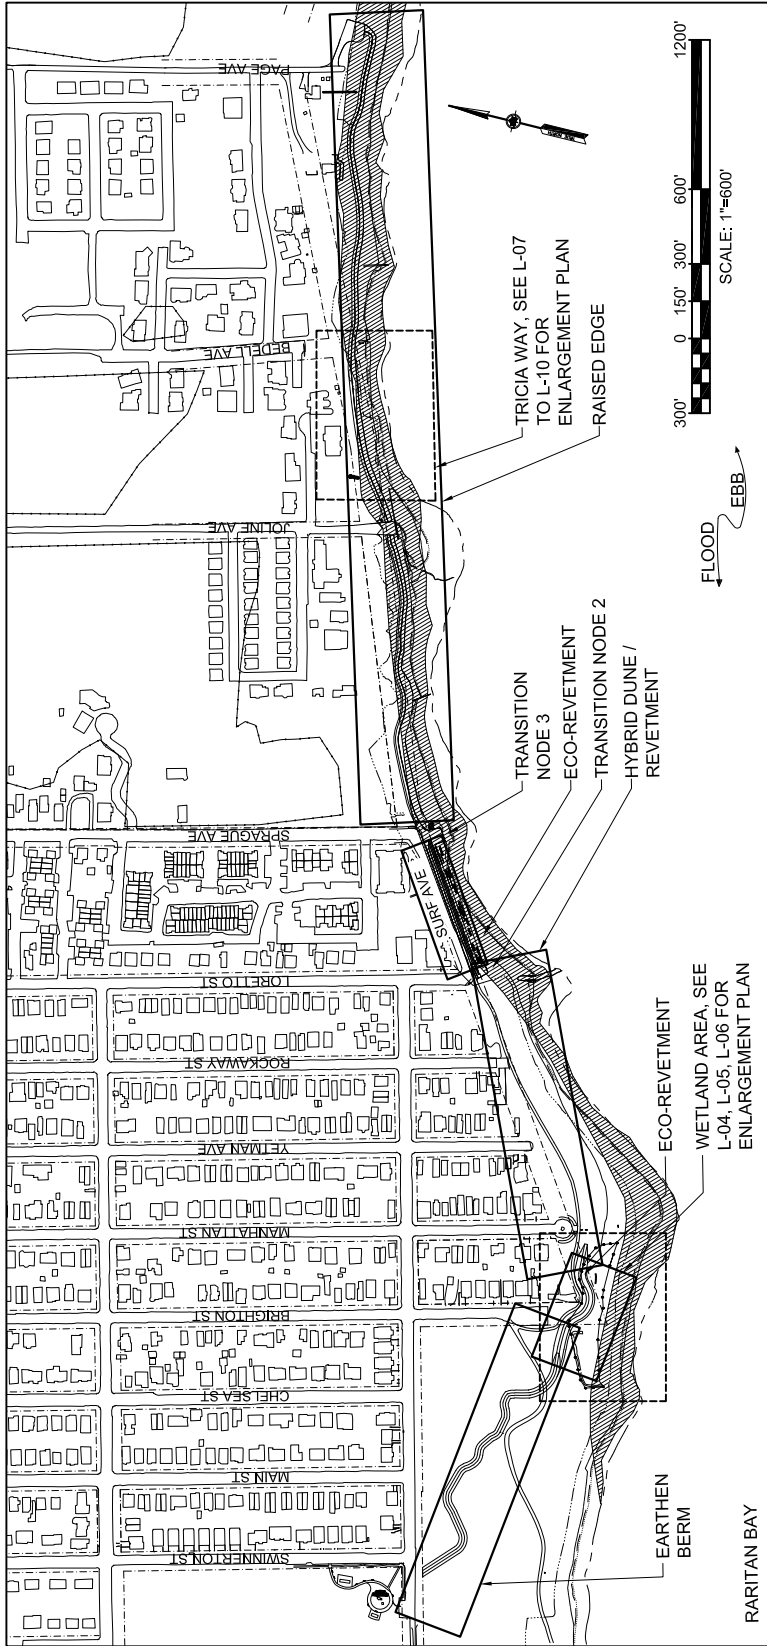 SWINNERTON ST
MAIN ST
CHELSEA ST
BRIGHTON ST
MANHATTAN ST
YETMAN AVE
ROCKAWAY ST
LORETTO ST
SPRAGUE AVE
SURF AVE
JOLINE AVE
BEDELL AVE
PAGE AVE
RARITAN BAY
EARTHEN
BERM
ECO-REVETMENT
WETLAND AREA, SEE
L-04, L-05, L-06 FOR
ENLARGEMENT PLAN
TRANSITION
NODE 3
ECO-REVETMENT
TRANSITION NODE 2
HYBRID DUNE /
REVETMENT
TRICIA WAY, SEE L-07
TO L-10 FOR
ENLARGEMENT PLAN
RAISED EDGE
FLOOD
EBB
300' 0 150' 300' 600' 1200'
SCALE: 1"=600'